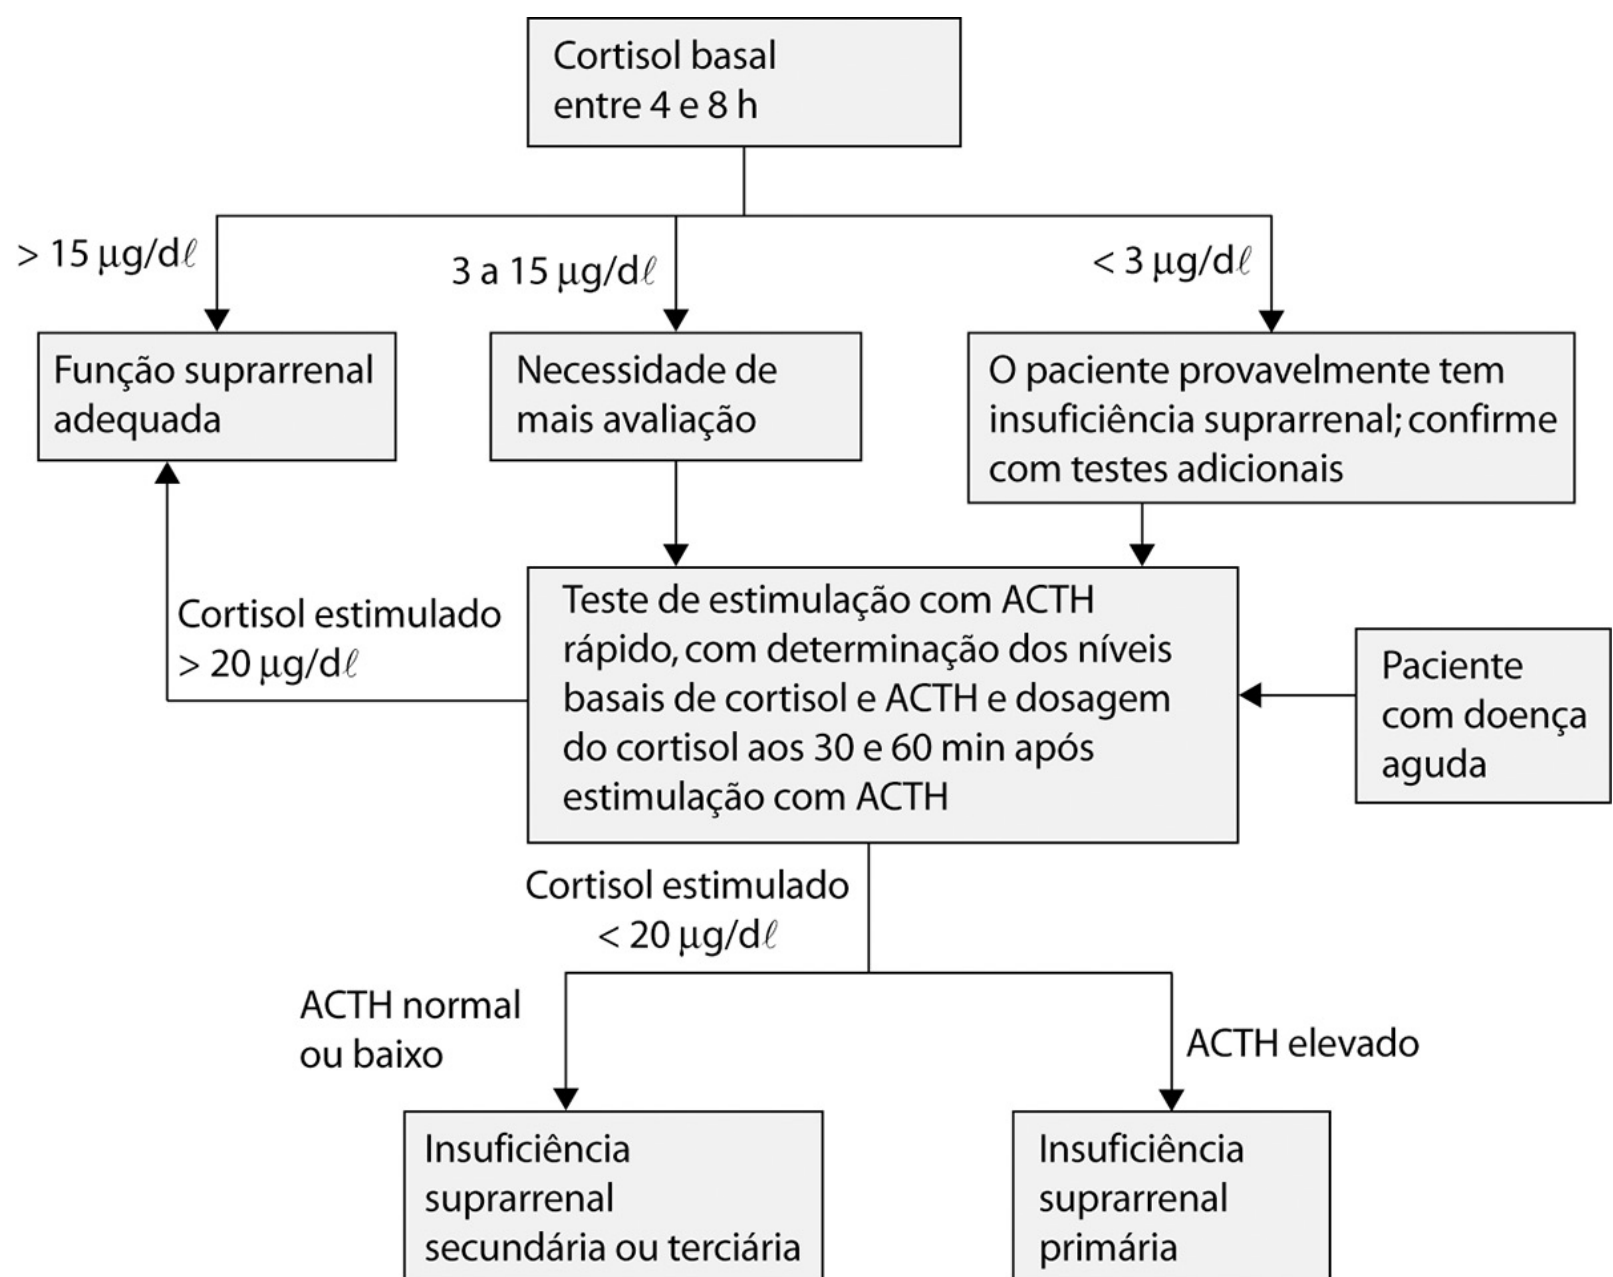 Cortisol basal
entre 4 e 8 h
> 15 µg/dℓ
3 a 15 µg/dℓ
< 3 µg/dℓ
Função suprarrenal
adequada
Necessidade de
mais avaliação
O paciente provavelmente tem
insuficiência suprarrenal; confirme
com testes adicionais
Cortisol estimulado
> 20 µg/dℓ
Teste de estimulação com ACTH
rápido, com determinação dos níveis
basais de cortisol e ACTH e dosagem
do cortisol aos 30 e 60 min após
estimulação com ACTH
Paciente
com doença
aguda
Cortisol estimulado
< 20 µg/dℓ
ACTH normal
ou baixo
ACTH elevado
Insuficiência
suprarrenal
secundária ou terciária
Insuficiência
suprarrenal
primária